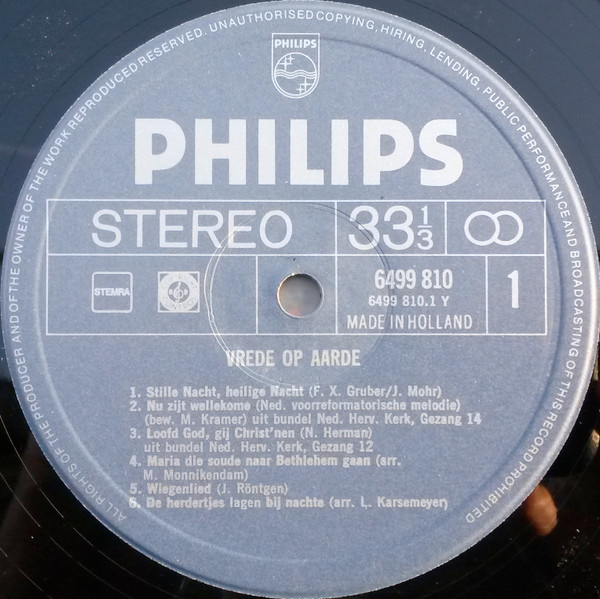 ALL RIGHTS OF THE PRODUCER AND OF THE OWNER OF THE WORK REPRODUCED RESERVED. UNAUTHORISED COPYING, HIRING, LENDING, PUBLIC PERFORMANCE AND BROADCASTING OF THIS RECORD PROHIBITED
PHILIPS
PHILIPS
STEREO 33⅓
STEMRA
6499 810
6499 810.1 Y
MADE IN HOLLAND
1
VREDE OP AARDE
1. Stille Nacht, heilige Nacht (F. X. Gruber/J. Mohr)
2. Nu zijt wellekome (Ned. voorreformatorische melodie)
(bew. M. Kramer) uit bundel Ned. Herv. Kerk, Gezang 14
3. Loofd God, gij Christ'nen (N. Herman)
uit bundel Ned. Herv. Kerk, Gezang 12
4. Maria die soude naar Bethlehem gaan (arr.
M. Monnikendam)
5. Wiegenlied (J. Röntgen)
6. De herdertjes lagen bij nachte (arr. L. Karsemeyer)